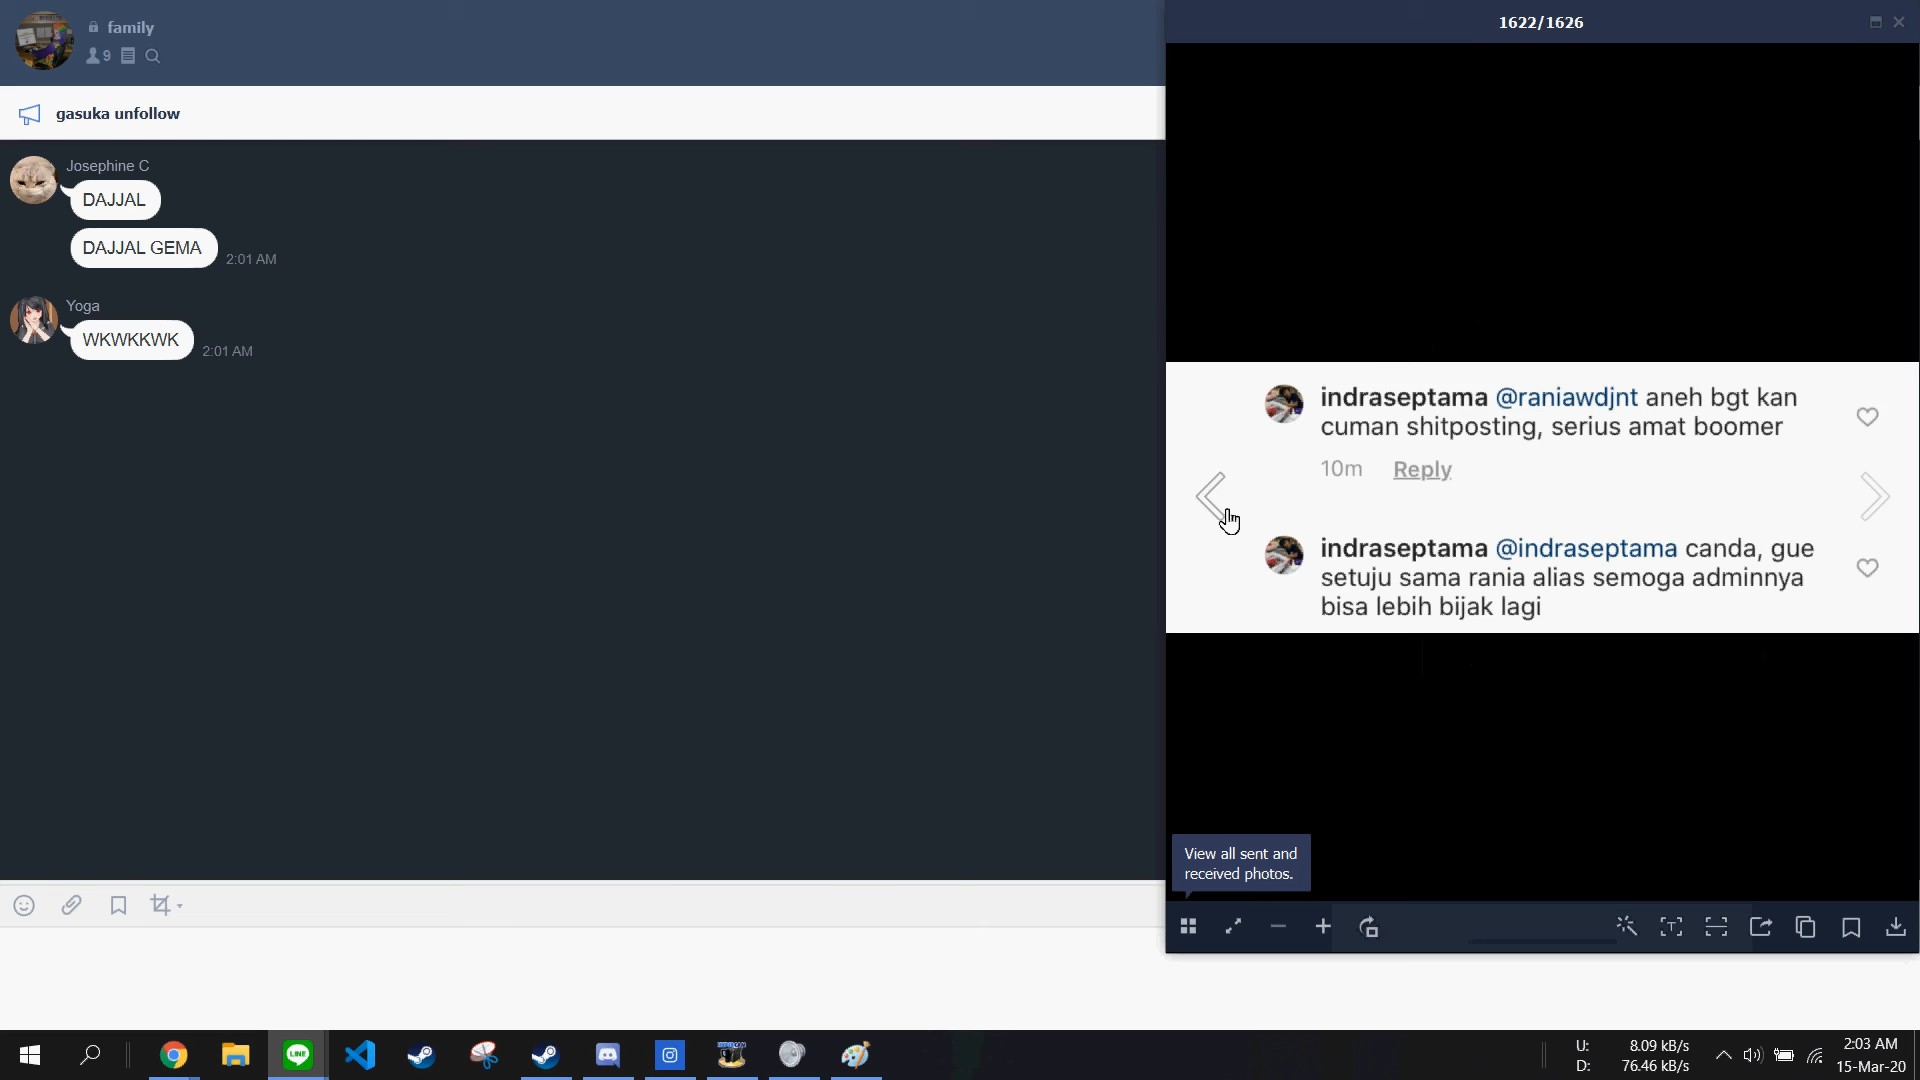 family
9
gasuka unfollow
Josephine C
DAJJAL
DAJJAL GEMA
2:01 AM
Yoga
WKWKKWK
2:01 AM
1622/1626
indraseptama @raniawdjnt aneh bgt kan
cuman shitposting, serius amat boomer
10m Reply
indraseptama @indraseptama canda, gue
setuju sama rania alias semoga adminnya
bisa lebih bijak lagi
View all sent and
received photos.
LINE
U: 8.09 kB/s
D: 76.46 kB/s
2:03 AM
15-Mar-20